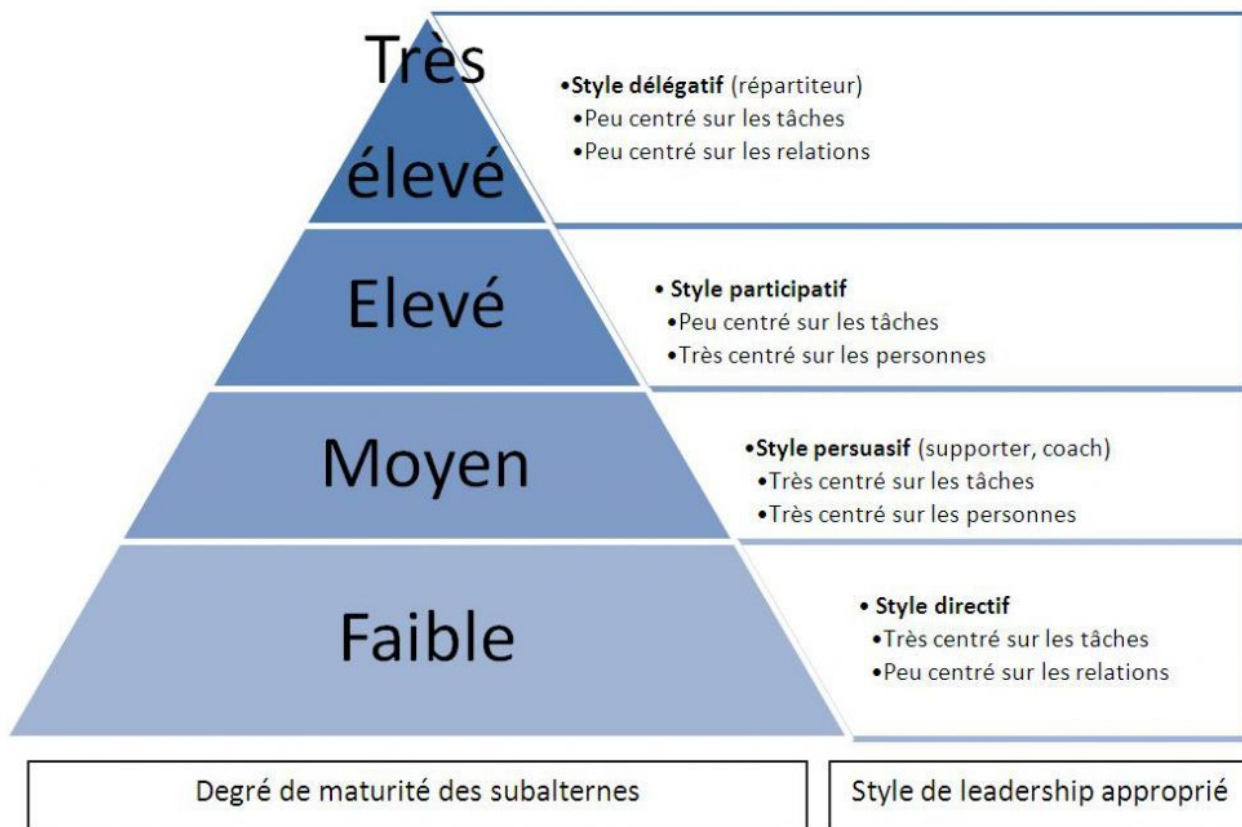 Très
élevé
•Style délégatif (répartiteur)
•Peu centré sur les tâches
•Peu centré sur les relations
Elevé
• Style participatif
•Peu centré sur les tâches
•Très centré sur les personnes
Moyen
•Style persuasif (supporter, coach)
•Très centré sur les tâches
•Très centré sur les personnes
Faible
• Style directif
•Très centré sur les tâches
•Peu centré sur les relations
Degré de maturité des subalternes
Style de leadership approprié